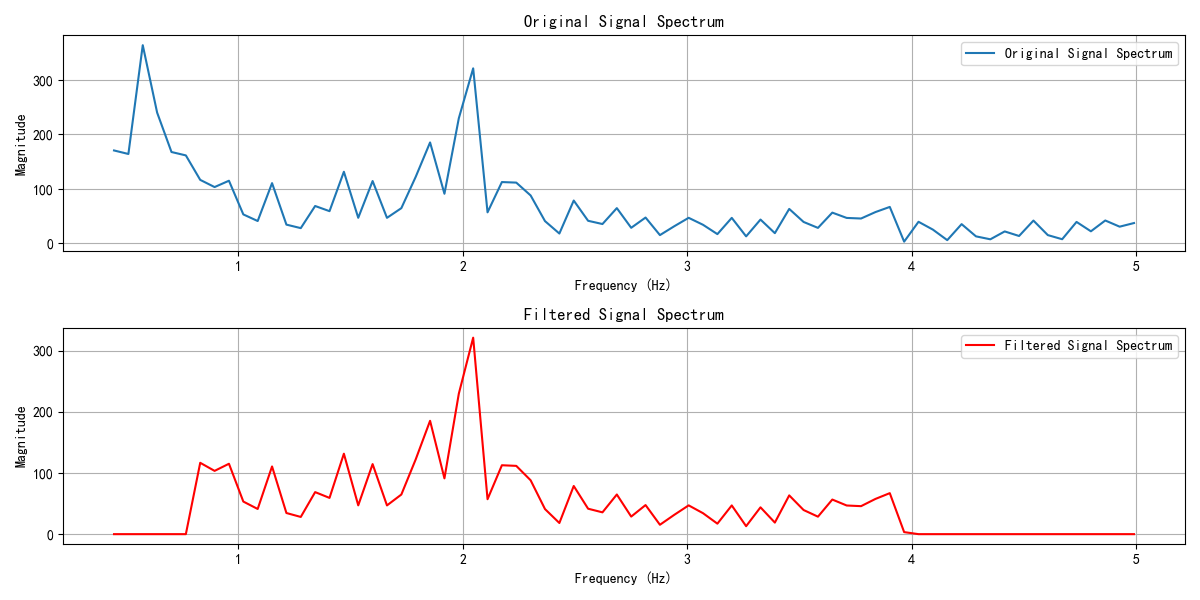 Original Signal Spectrum
Original Signal Spectrum
Magnitude
300
200
100
0
1 2 3 4 5
Frequency (Hz)
Filtered Signal Spectrum
Filtered Signal Spectrum
Magnitude
300
200
100
0
1 2 3 4 5
Frequency (Hz)